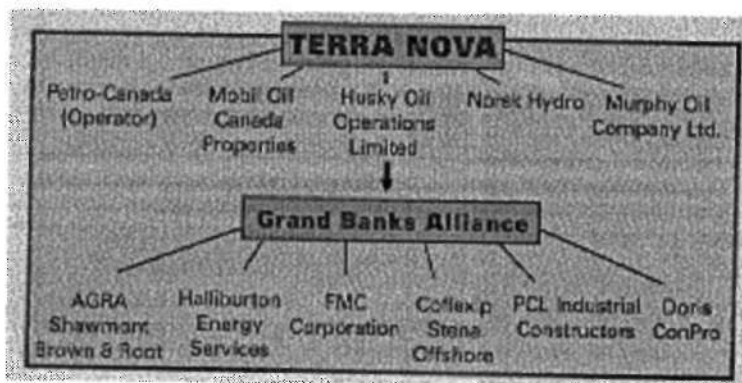 TERRA NOVA
Petro-Canada
(Operator)
Mobil Oil
Canada
Properties
Husky Oil
Operations
Limited
Norsk Hydro
Murphy Oil
Company Ltd.
Grand Banks Alliance
AGRA
Shawmont
Brown & Root
Halliburton
Energy
Services
FMC
Corporation
Coflexip
Stena
Offshore
PCL Industrial
Constructors
Doris
ConPro